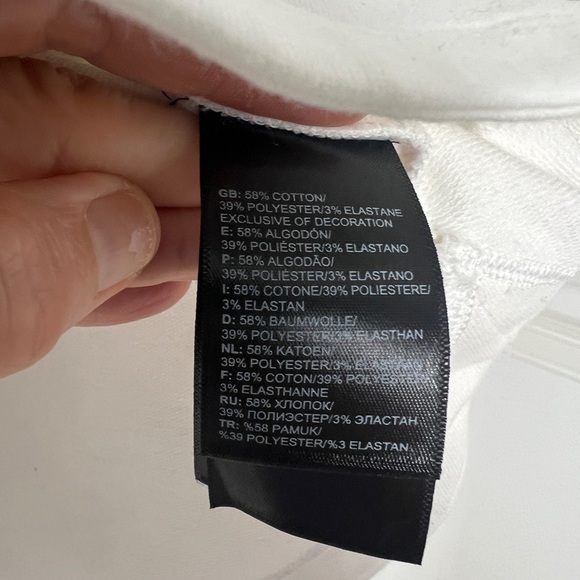 GB: 58% COTTON/
39% POLYESTER/3% ELASTANE
EXCLUSIVE OF DECORATION
E: 58% ALGODÓN/
39% POLIÉSTER/3% ELASTANO
P: 58% ALGODÃO/
39% POLIÉSTER/3% ELASTANO
I: 58% COTONE/39% POLIESTERE/
3% ELASTAN
D: 58% BAUMWOLLE/
39% POLYESTER/3% ELASTHAN
NL: 58% KATOEN/
39% POLYESTER/3%
F: 58% COTON/39% POLYESTER/
3% ELASTHANNE
RU: 58% ХЛОПОК/
39% ПОЛИЭСТЕР/3% ЭЛАСТАН
TR: %58 PAMUK/
%39 POLYESTER/%3 ELASTAN